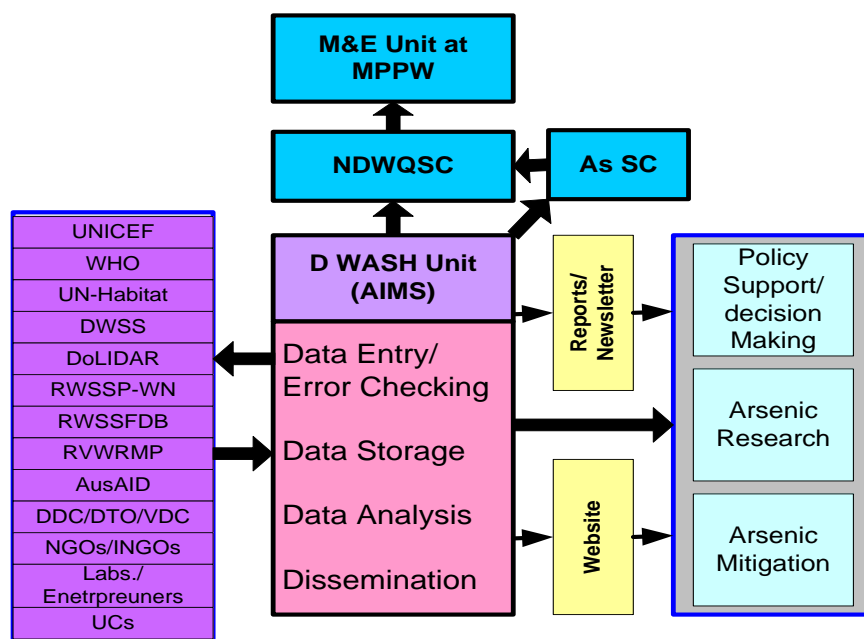 M&E Unit at
MPPW
NDWQSC
As SC
UNICEF
WHO
UN-Habitat
DWSS
DoLIDAR
RWSSP-WN
RWSSFDB
RVWRMP
AusAID
DDC/DTO/VDC
NGOs/INGOs
Labs./
Enetrpreuners
UCs
D WASH Unit
(AIMS)
Data Entry/
Error Checking
Data Storage
Data Analysis
Dissemination
Reports/
Newsletter
Website
Policy
Support/
decision
Making
Arsenic
Research
Arsenic
Mitigation